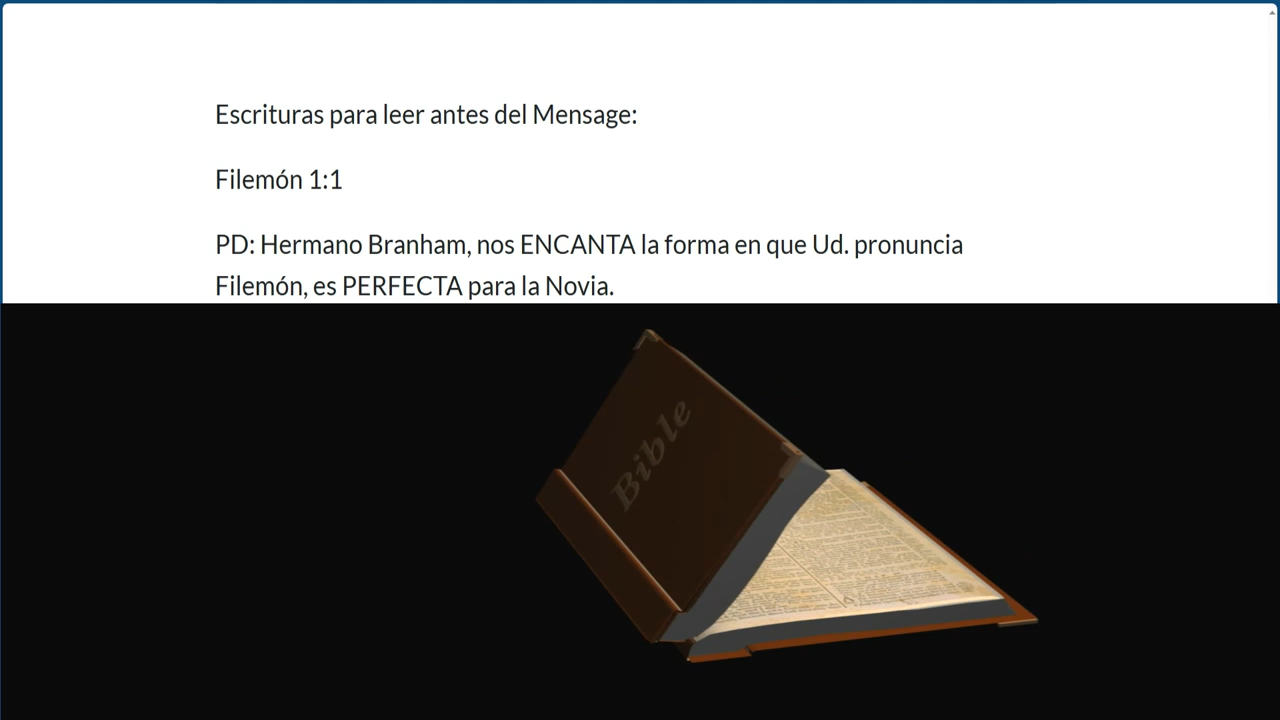 Escrituras para leer antes del Mensage:
Filemón 1:1
PD: Hermano Branham, nos ENCANTA la forma en que Ud. pronuncia
Filemón, es PERFECTA para la Novia.
Bible